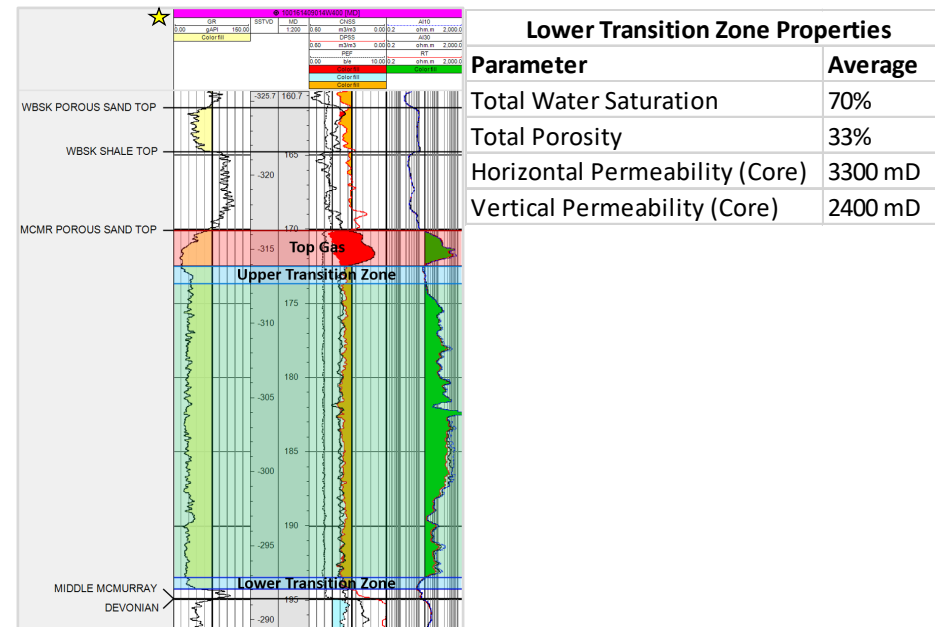 100161409014W400 [MD]
GR SSTVD MD CNSS AI10
0.00 gAPI 150.00 1:200 0.60 m3/m3 0.00 0.2 ohm.m 2,000.0
Color fill DPSS AI30
0.60 m3/m3 0.00 0.2 ohm.m 2,000.0
PEF RT
0.00 b/e 10.00 0.2 ohm.m 2,000.0
Color fill Color fill
Color fill
Color fill
-325.7 160.7
WBSK POROUS SAND TOP
WBSK SHALE TOP
165
-320
MCMR POROUS SAND TOP
170
-315 Top Gas
Upper Transition Zone
175
-310
180
-305
185
-300
190
-295
Lower Transition Zone
MIDDLE MCMURRAY
195
DEVONIAN
-290
Lower Transition Zone Properties
Parameter Average
Total Water Saturation 70%
Total Porosity 33%
Horizontal Permeability (Core) 3300 mD
Vertical Permeability (Core) 2400 mD